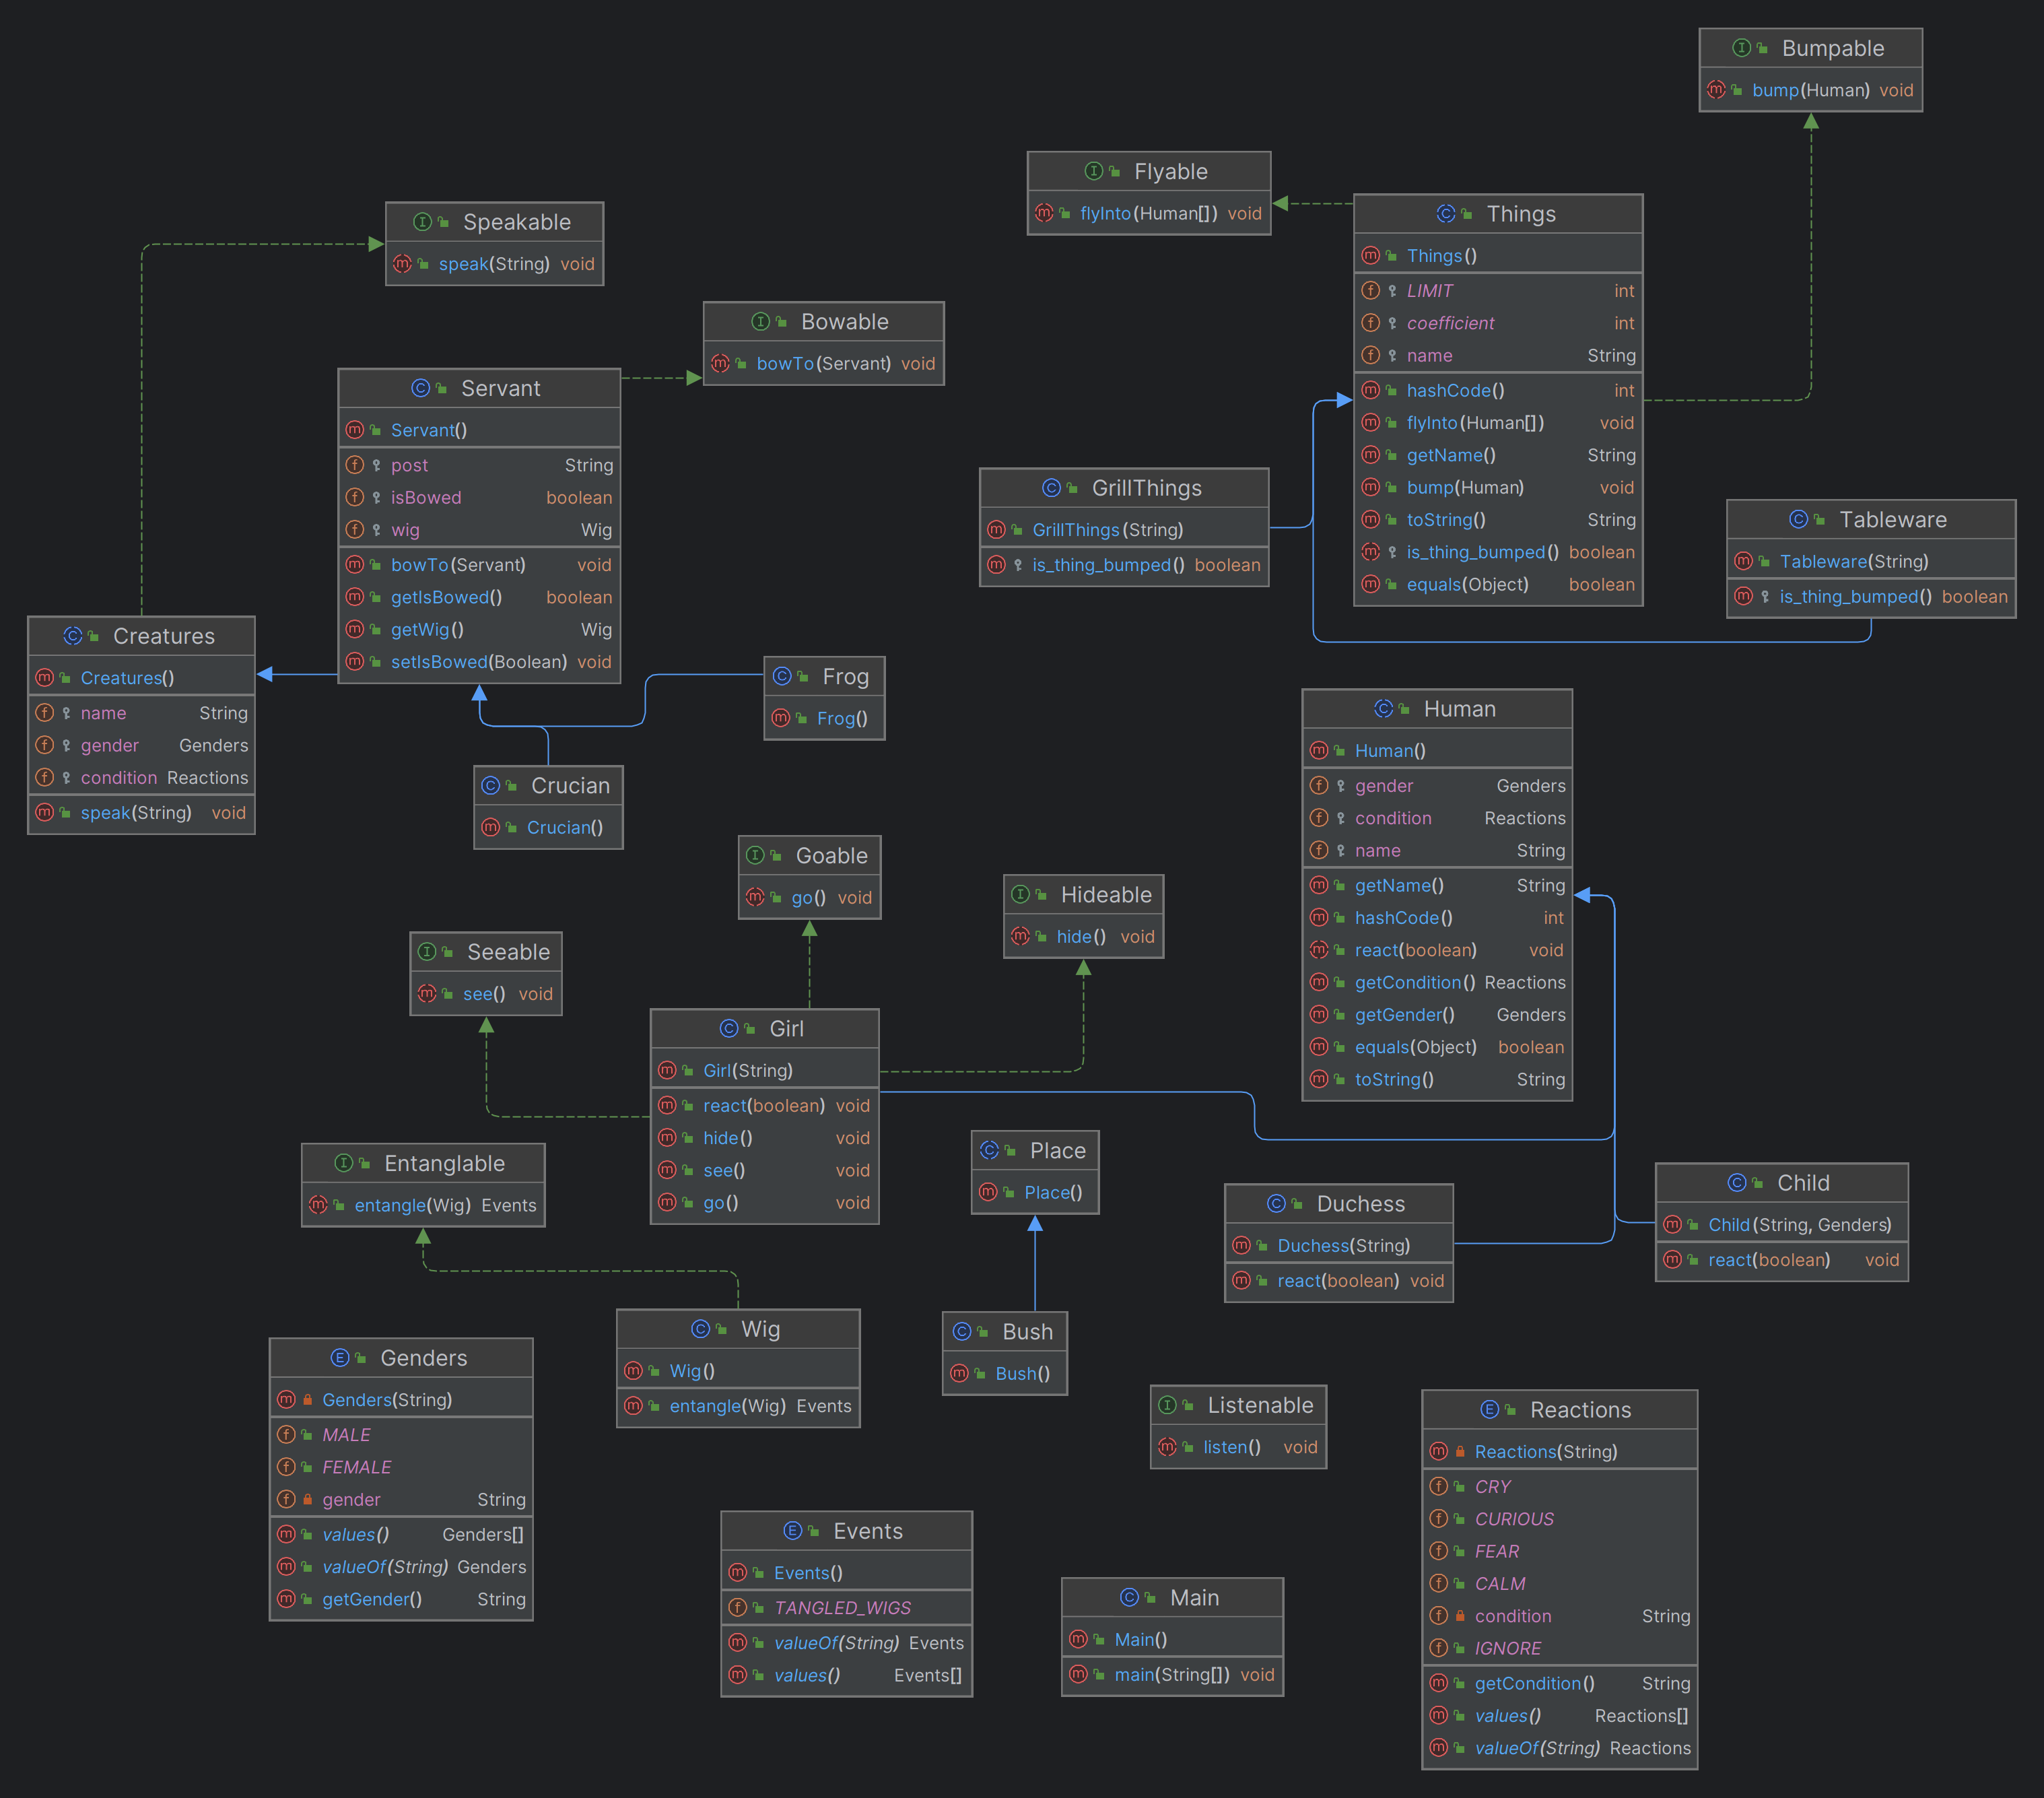 Bumpable
bump(Human) void
Flyable
flyInto(Human[]) void
Things
Things()
LIMIT int
coefficient int
name String
hashCode() int
flyInto(Human[]) void
getName() String
bump(Human) void
toString() String
is_thing_bumped() boolean
equals(Object) boolean
Speakable
speak(String) void
Bowable
bowTo(Servant) void
Servant
Servant()
post String
isBowed boolean
wig Wig
bowTo(Servant) void
getIsBowed() boolean
getWig() Wig
setIsBowed(Boolean) void
GrillThings
GrillThings(String)
is_thing_bumped() boolean
Tableware
Tableware(String)
is_thing_bumped() boolean
Creatures
Creatures()
name String
gender Genders
condition Reactions
speak(String) void
Frog
Frog()
Crucian
Crucian()
Human
Human()
gender Genders
condition Reactions
name String
getName() String
hashCode() int
react(boolean) void
getCondition() Reactions
getGender() Genders
equals(Object) boolean
toString() String
Goable
go() void
Hideable
hide() void
Seeable
see() void
Girl
Girl(String)
react(boolean) void
hide() void
see() void
go() void
Entanglable
entangle(Wig) Events
Place
Place()
Duchess
Duchess(String)
react(boolean) void
Child
Child(String, Genders)
react(boolean) void
Wig
Wig()
entangle(Wig) Events
Bush
Bush()
Genders
Genders(String)
MALE
FEMALE
gender String
values() Genders[]
valueOf(String) Genders
getGender() String
Listenable
listen() void
Reactions
Reactions(String)
CRY
CURIOUS
FEAR
CALM
condition String
IGNORE
getCondition() String
values() Reactions[]
valueOf(String) Reactions
Events
Events()
TANGLED_WIGS
valueOf(String) Events
values() Events[]
Main
Main()
main(String[]) void